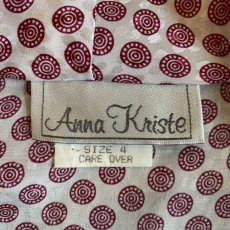 Anna Kriste
SIZE 4
CARE OVER